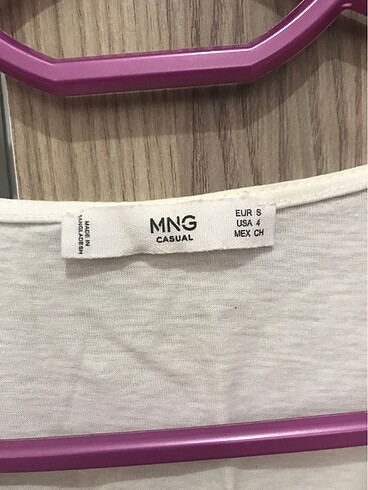 MADE IN
BANGLADESH
MNG
CASUAL
EUR S
USA 4
MEX CH